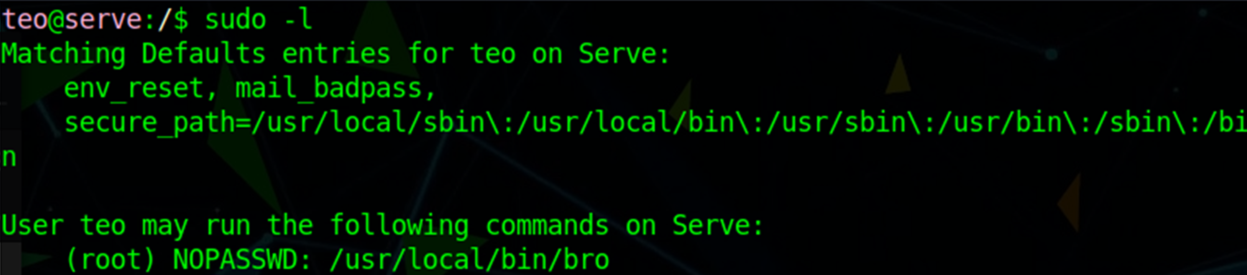 teo@serve:/$ sudo -l
Matching Defaults entries for teo on Serve:
    env_reset, mail_badpass,
    secure_path=/usr/local/sbin\:/usr/local/bin\:/usr/sbin\:/usr/bin\:/sbin\:/bi
n
User teo may run the following commands on Serve:
    (root) NOPASSWD: /usr/local/bin/bro